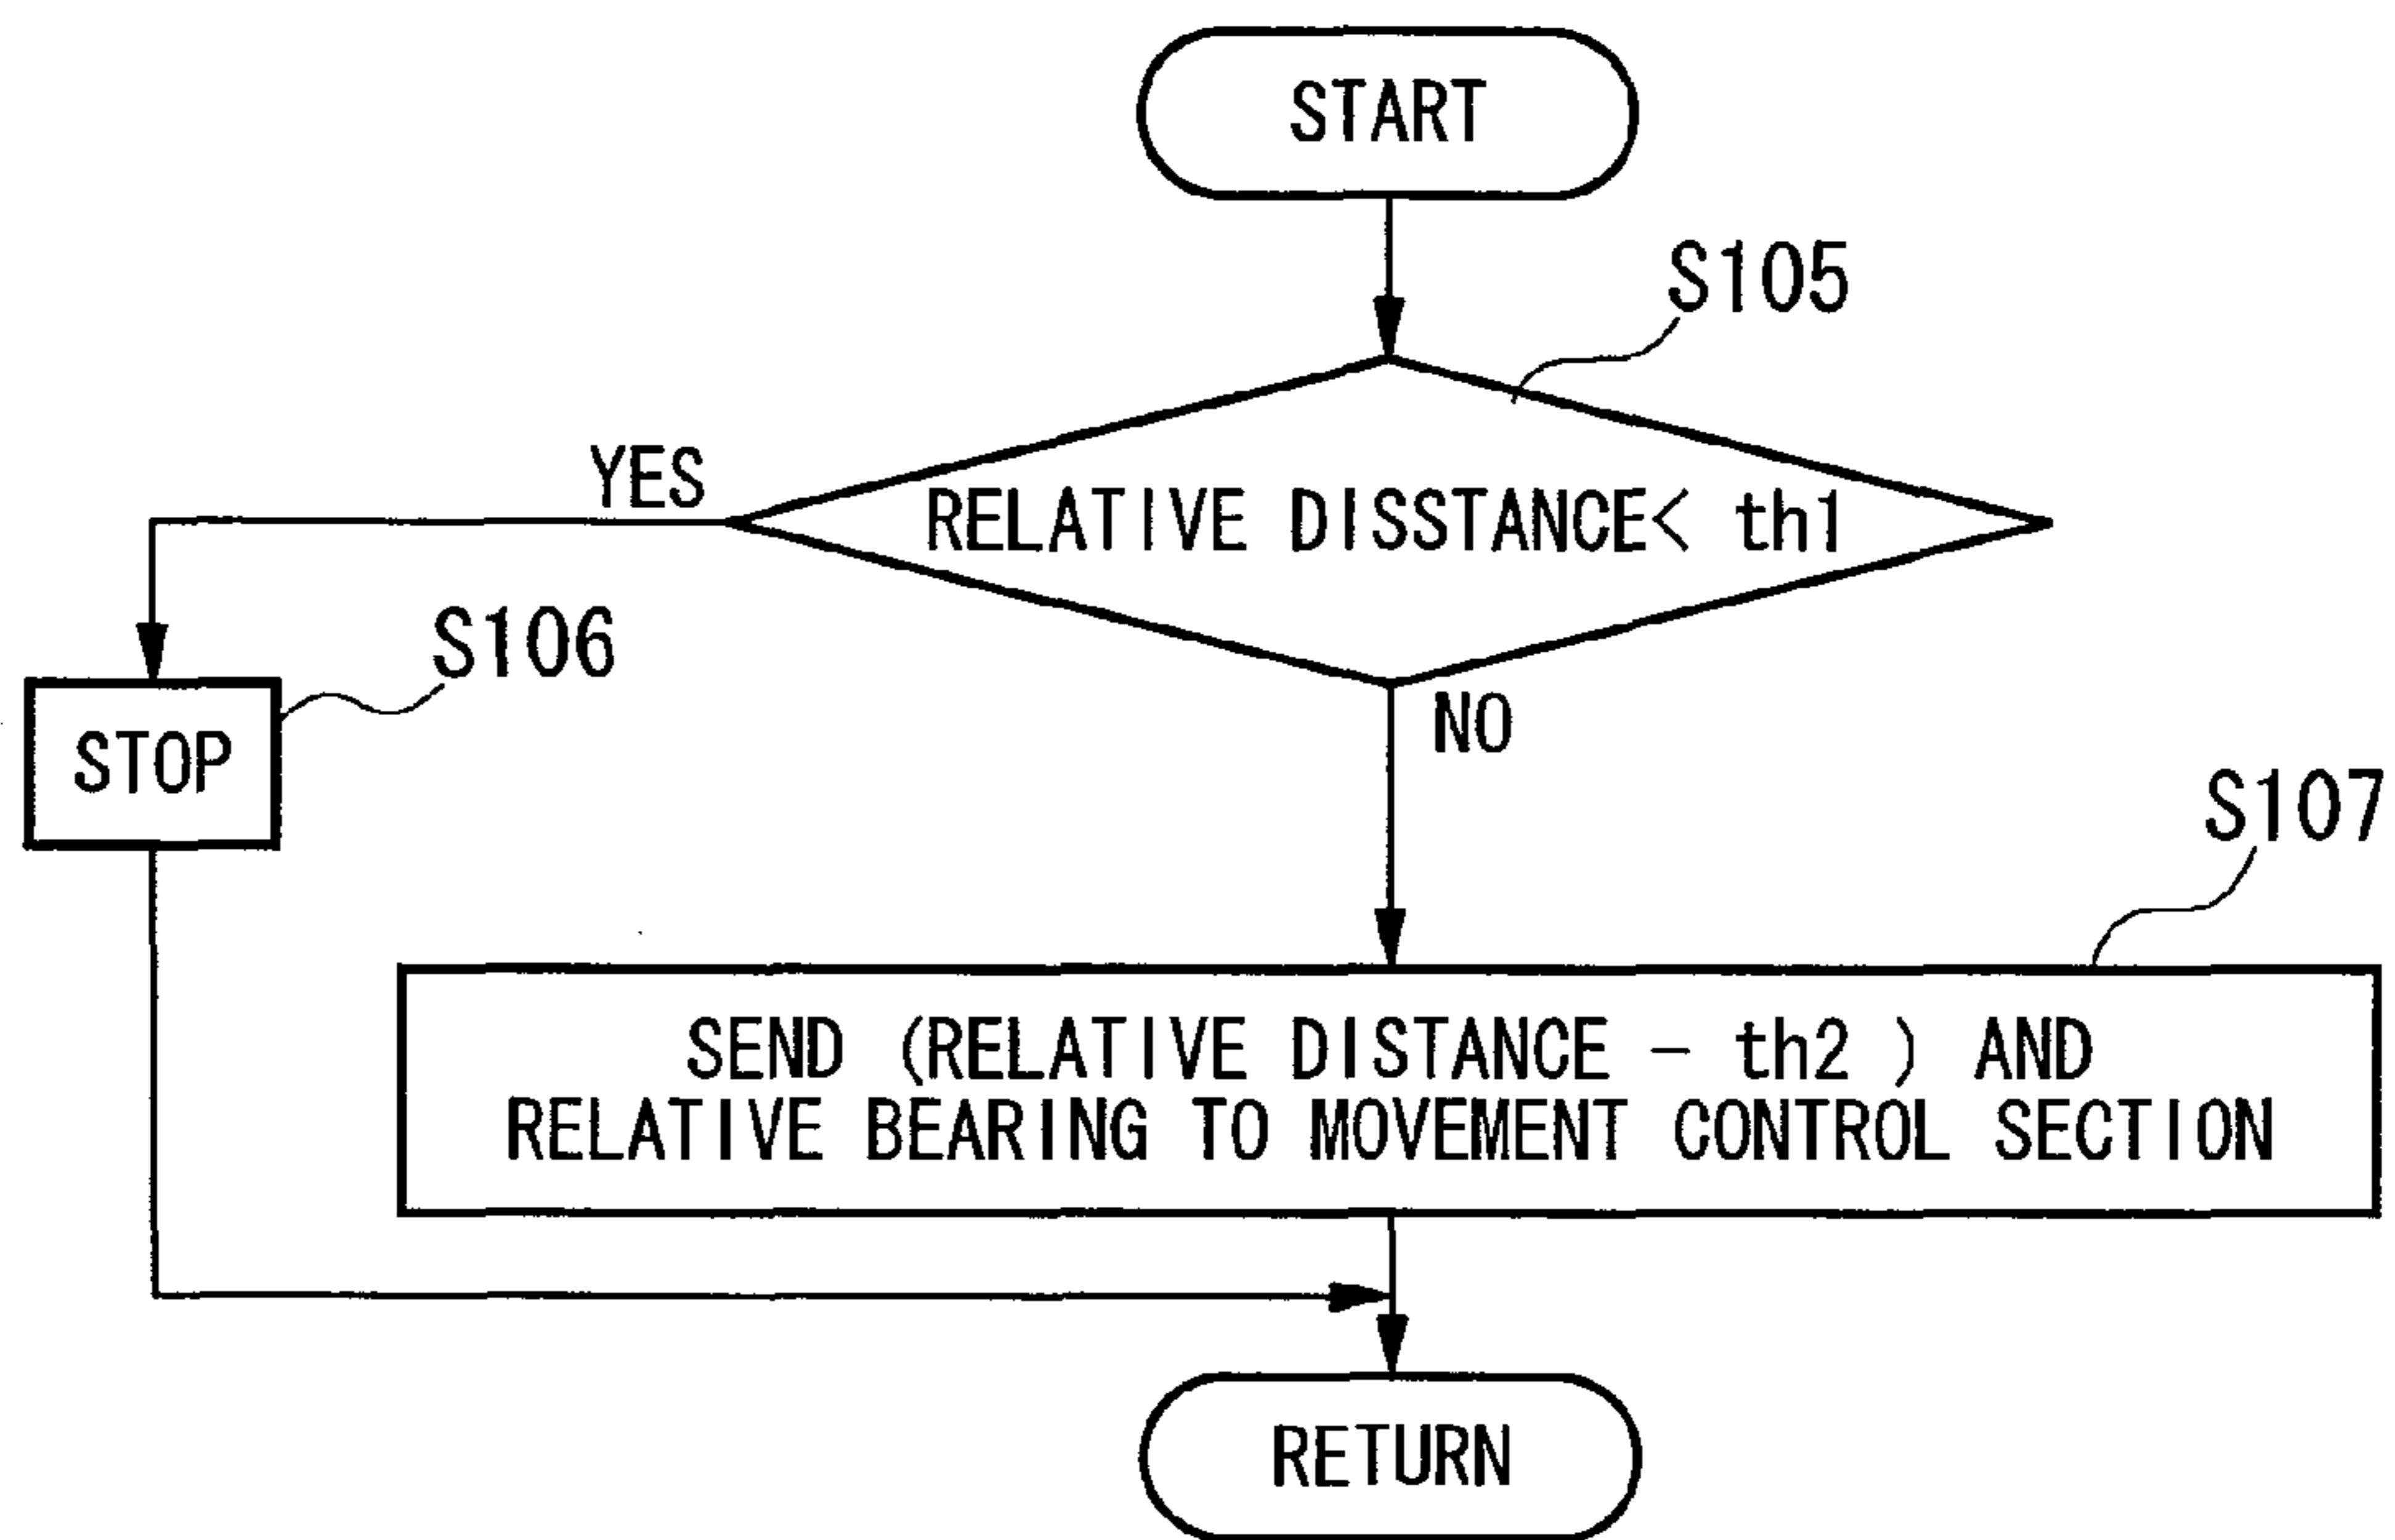 START
S105
YES
RELATIVE DISSTANCE< th1
S106
NO
STOP
S107
SEND (RELATIVE DISTANCE - th2 ) AND
RELATIVE BEARING TO MOVEMENT CONTROL SECTION
RETURN